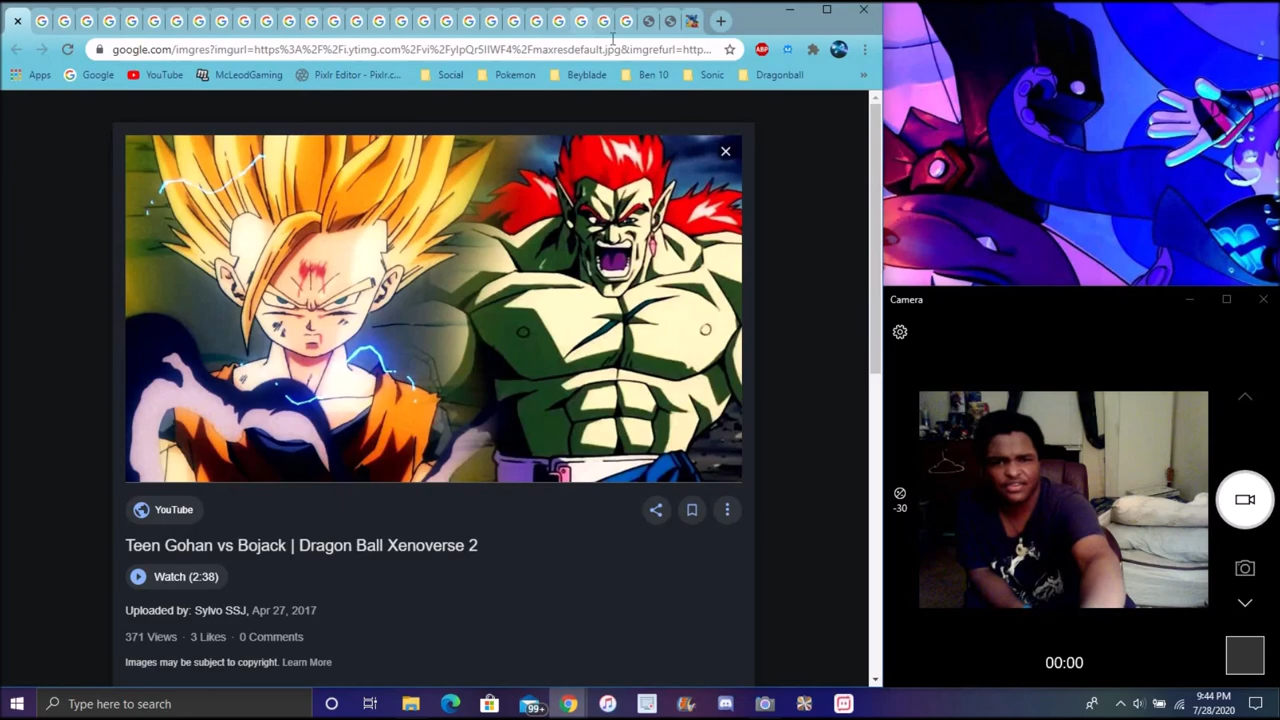 google.com/imgres?imgurl=https%3A%2F%2Fi.ytimg.com%2Fvi%2FylpQr5IIWF4%2Fmaxresdefault.jpg&imgrefurl=http...
ABP
Apps Google YouTube McLeodGaming Pixlr Editor - Pixlr.c... Social Pokemon Beyblade Ben 10 Sonic Dragonball »
Camera
-30
YouTube
Teen Gohan vs Bojack | Dragon Ball Xenoverse 2
Watch (2:38)
Uploaded by: Sylvo SSJ, Apr 27, 2017
371 Views · 3 Likes · 0 Comments
Images may be subject to copyright. Learn More
00:00
Type here to search
99+
9:44 PM
7/28/2020